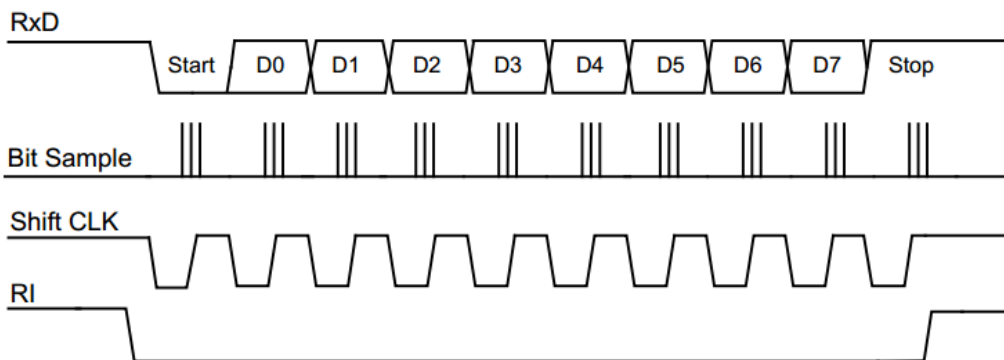 RxD
Start D0 D1 D2 D3 D4 D5 D6 D7 Stop
Bit Sample
Shift CLK
RI